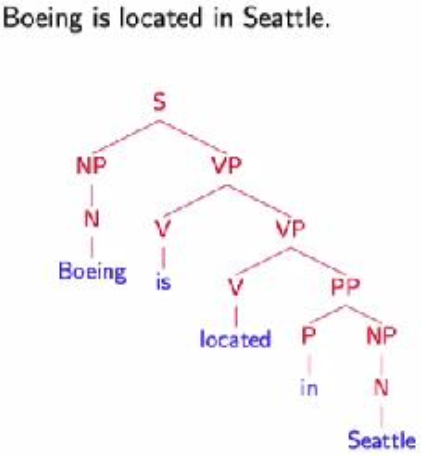 Boeing is located in Seattle.
S
NP VP
N V VP
Boeing is V PP
located P NP
in N
Seattle